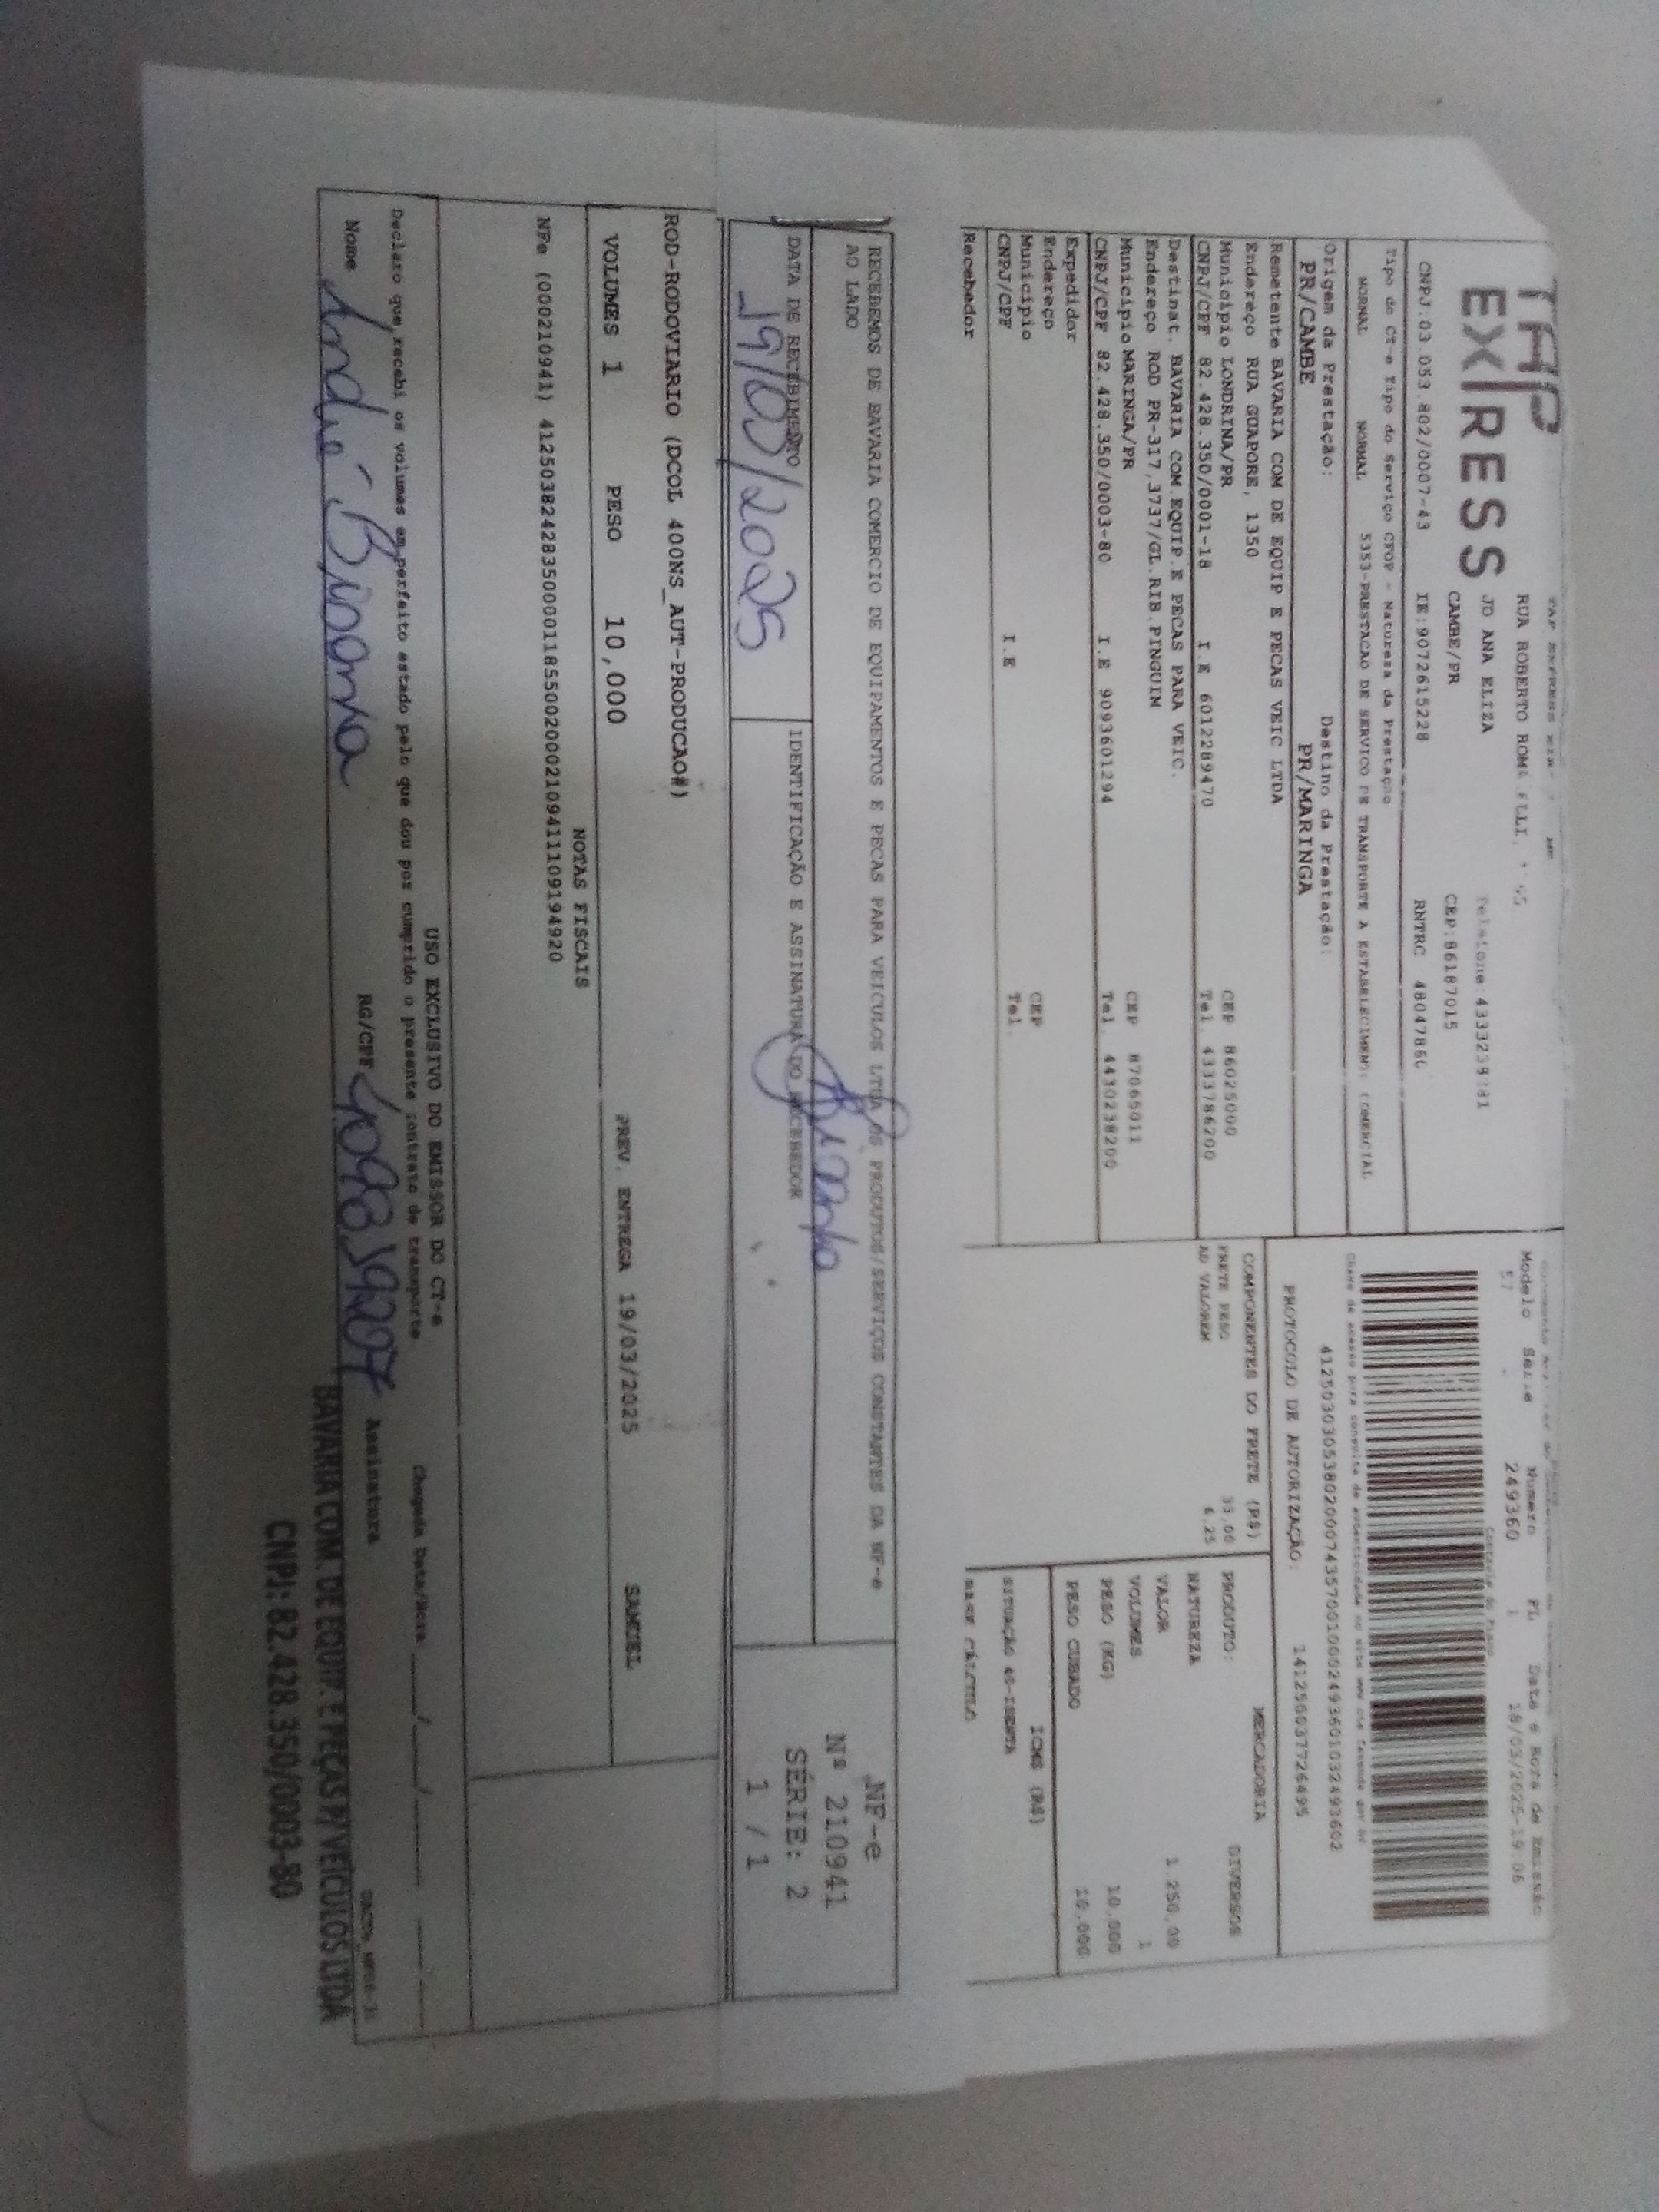 TAP
EXPRESS
RUA ROBERTO
JD ANA ELIZA
CAMBE/PR
CEP:86187015
CNPJ:03.053.802/0007-43 IE:9072615228 RNTRC 48047860
Tipo do CT-e Tipo do Serviço CFOP - Natureza da Prestação
NORMAL NORMAL 5353-PRESTACAO DE SERVICO DE TRANSPORTE A ESTABELECIMENTO COMERCIAL
Origem da Prestação: Destino da Prestação:
PR/CAMBE PR/MARINGA
Remetente BAVARIA COM DE EQUIP E PECAS VEIC LTDA
Endereço RUA GUAPORE, 1350
Município LONDRINA/PR CEP 86025000
CNPJ/CPF 82.428.350/0001-18 I.E 6012289470 Tel 4333786200
Destinat. BAVARIA COM.EQUIP.E PECAS PARA VEIC.
Endereço ROD PR-317,3737/GL.RIB.PINGUIM
Município MARINGA/PR CEP 87065011
CNPJ/CPF 82.428.350/0003-80 I.E 9093601294 Tel 4430238200
Expedidor
Endereço
Município CEP
CNPJ/CPF I.E Tel
Recebedor
Modelo Série Numero FL Data e Hora de Emissão
57 249360 1 18/03/2025-19:06
41250303053802000743570010002493601032493602
PROTOCOLO DE AUTORIZAÇÃO: 141250037726495
COMPONENTES DO FRETE (R$)
FRETE PESO 33,00
AD VALOREM 6.25
MERCADORIA
PRODUTO: DIVERSOS
NATUREZA
VALOR 1.250,00
VOLUMES 1
PESO (KG) 10,000
PESO CUBADO 10,000
ICMS (R$)
SITUAÇÃO 40-ISENTA
BASE CÁLCULO
RECEBEMOS DE BAVARIA COMERCIO DE EQUIPAMENTOS E PECAS PARA VEICULOS LTDA OS PRODUTOS/SERVIÇOS CONSTANTES DA NF-e
AO LADO
DATA DE RECEBIMENTO IDENTIFICAÇÃO E ASSINATURA DO RECEBEDOR
19/03/2025
NF-e
Nº 210941
SÉRIE: 2
1 / 1
ROD-RODOVIARIO (DCOL 400NS_AUT-PRODUCAO#)
VOLUMES 1 PESO 10,000 PREV. ENTREGA 19/03/2025 SAMUEL
NOTAS FISCAIS
NFe (000210941) 41250382428350000118550020002109411109194920
USO EXCLUSIVO DO EMISSOR DO CT-e
Declaro que recebi os volumes em perfeito estado pelo que dou por cumprido o presente contrato de transporte Chegada Data/Hora ___/___/___
Nome André RG/CPF Assinatura
BAVARIA COM. DE EQUIP. E PEÇAS P/ VEÍCULOS LTDA
CNPJ: 82.428.350/0003-80